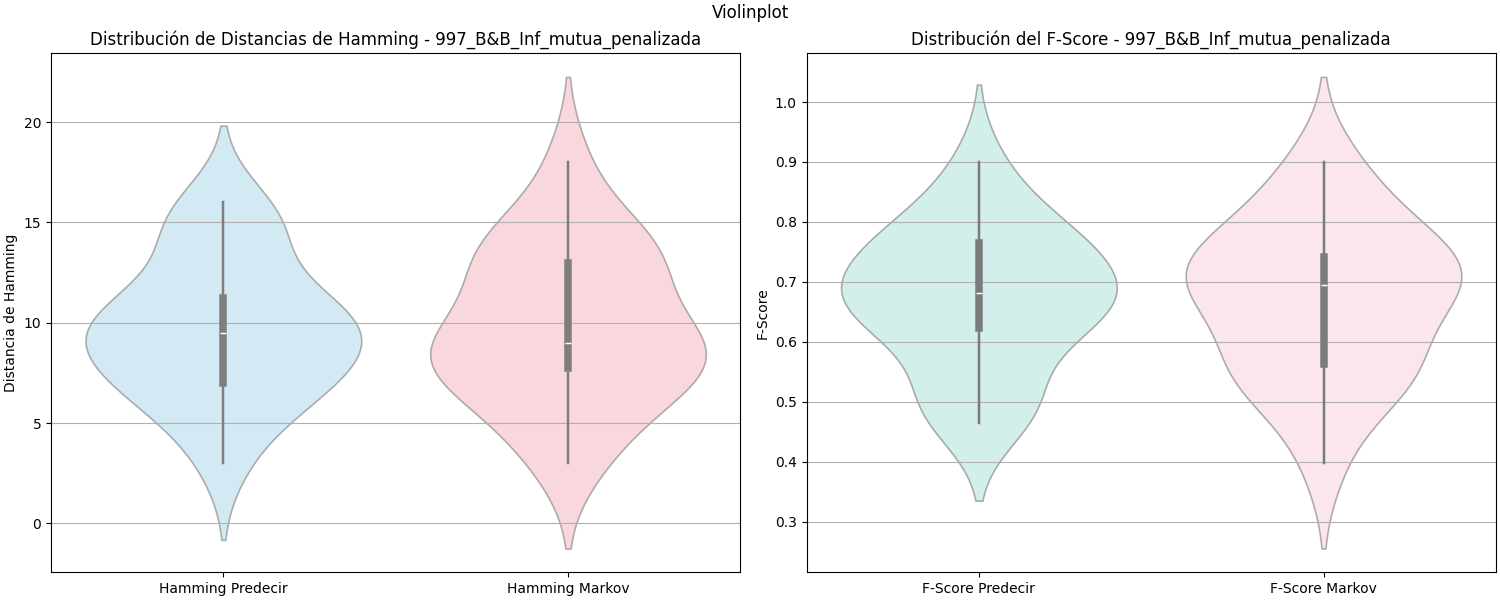 Violinplot
Distribución de Distancias de Hamming - 997_B&B_Inf_mutua_penalizada
Distancia de Hamming
20
15
10
5
0
Hamming Predecir
Hamming Markov
Distribución del F-Score - 997_B&B_Inf_mutua_penalizada
F-Score
1.0
0.9
0.8
0.7
0.6
0.5
0.4
0.3
F-Score Predecir
F-Score Markov